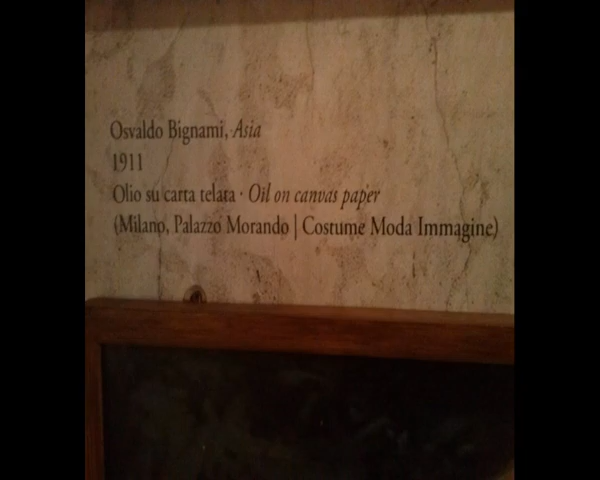 Osvaldo Bignami, Asia
1911
Olio su carta telata · Oil on canvas paper
(Milano, Palazzo Morando | Costume Moda Immagine)